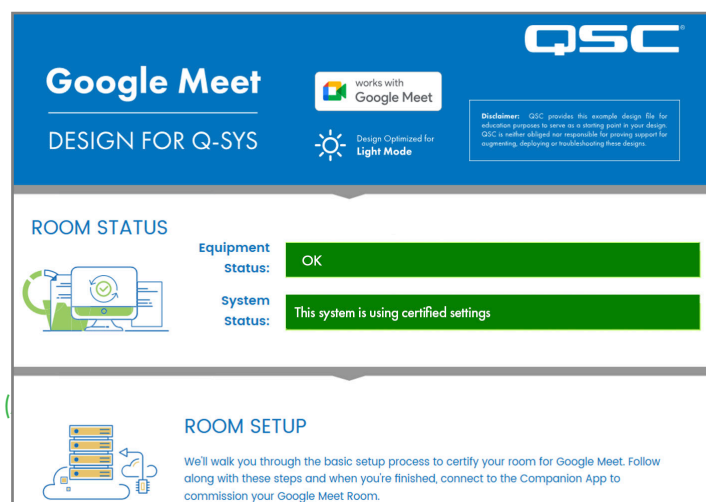 QSC®
Google Meet
DESIGN FOR Q-SYS
works with
Google Meet
Design Optimized for
Light Mode
Disclaimer: QSC provides this example design file for
education purposes to serve as a starting point in your design.
QSC is neither obliged nor responsible for proving support for
augmenting, deploying or troubleshooting these designs.
ROOM STATUS
Equipment
Status:
OK
System
Status:
This system is using certified settings
ROOM SETUP
We'll walk you through the basic setup process to certify your room for Google Meet. Follow
along with these steps and when you're finished, connect to the Companion App to
commission your Google Meet Room.